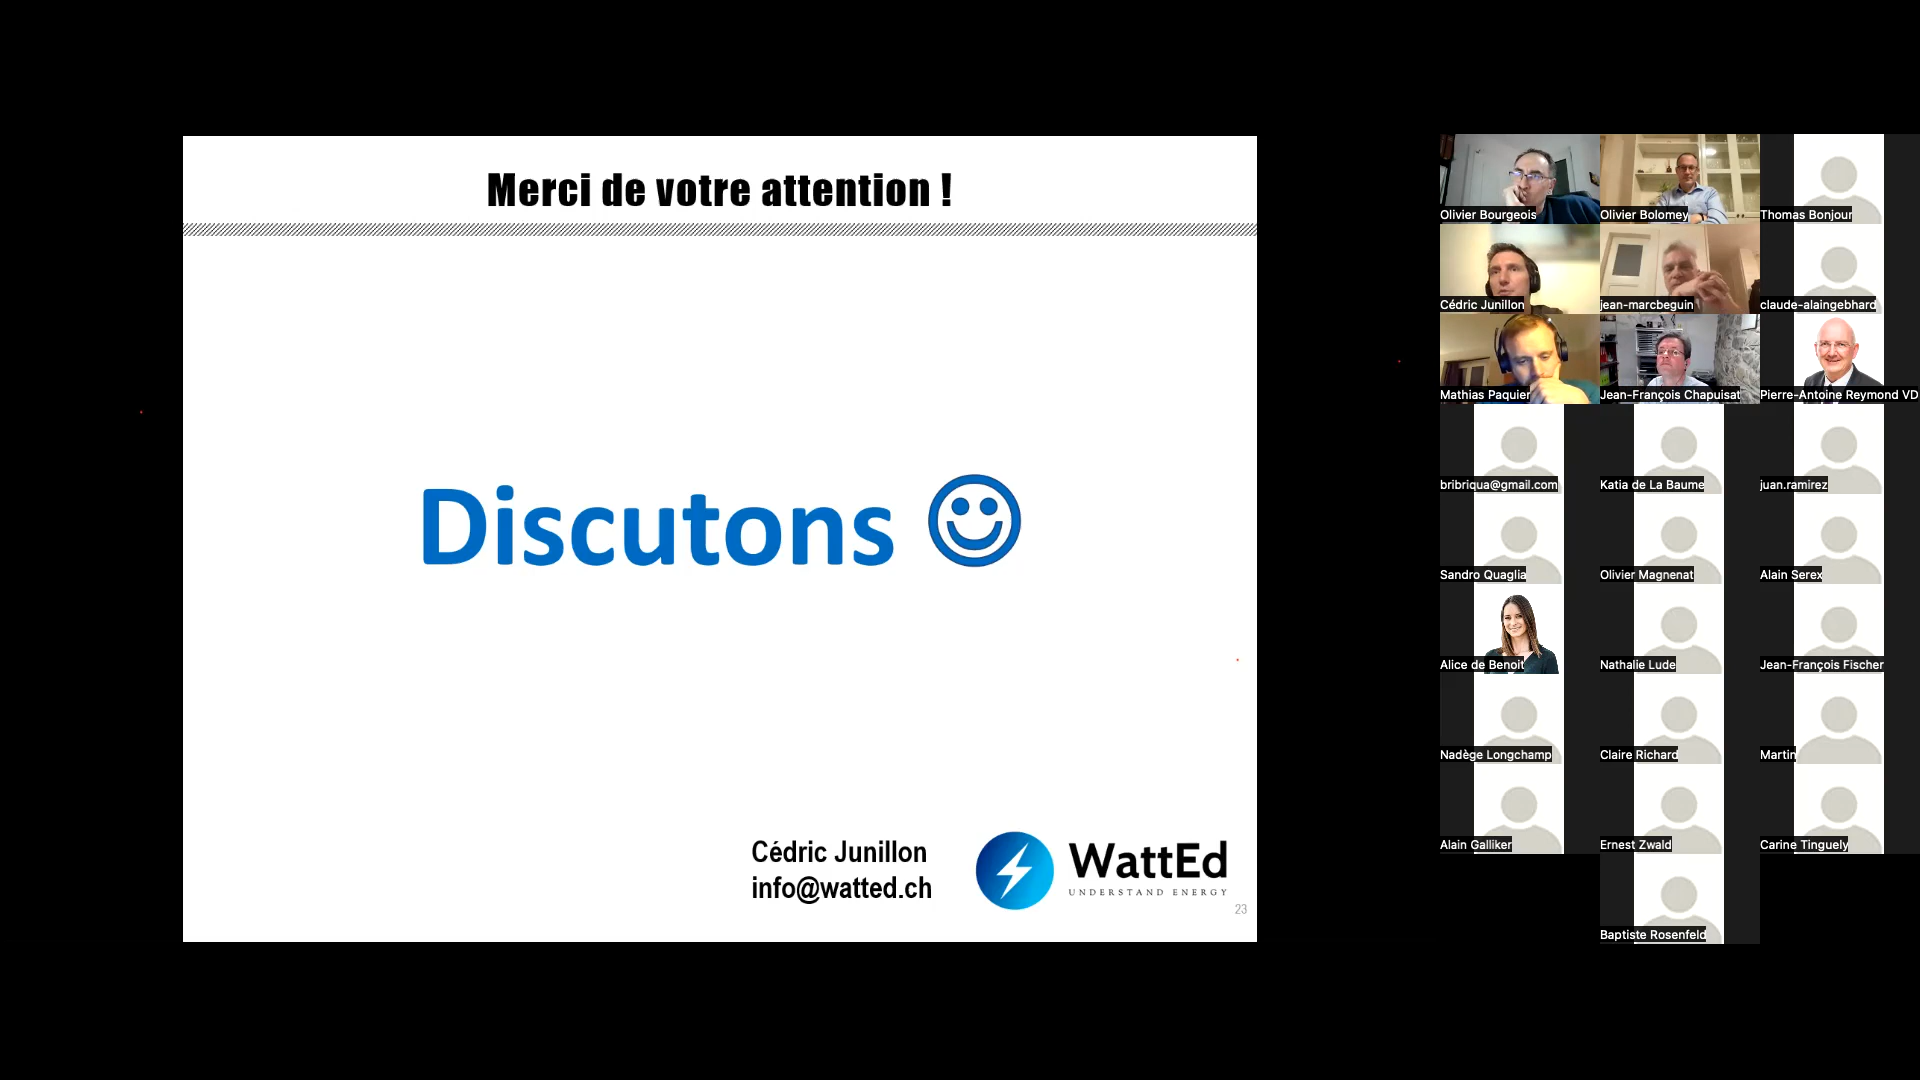 Merci de votre attention !
Discutons
Cédric Junillon
info@watted.ch
WattEd
UNDERSTAND ENERGY
23
Olivier Bourgeois
Olivier Bolomey
Thomas Bonjour
Cédric Junillon
jean-marcbeguin
claude-alaingebhard
Mathias Paquier
Jean-François Chapuisat
Pierre-Antoine Reymond VD
bribriqua@gmail.com
Katia de La Baume
juan.ramirez
Sandro Quaglia
Olivier Magnenat
Alain Serex
Alice de Benoit
Nathalie Lude
Jean-François Fischer
Nadège Longchamp
Claire Richard
Martin
Alain Galliker
Ernest Zwald
Carine Tinguely
Baptiste Rosenfeld